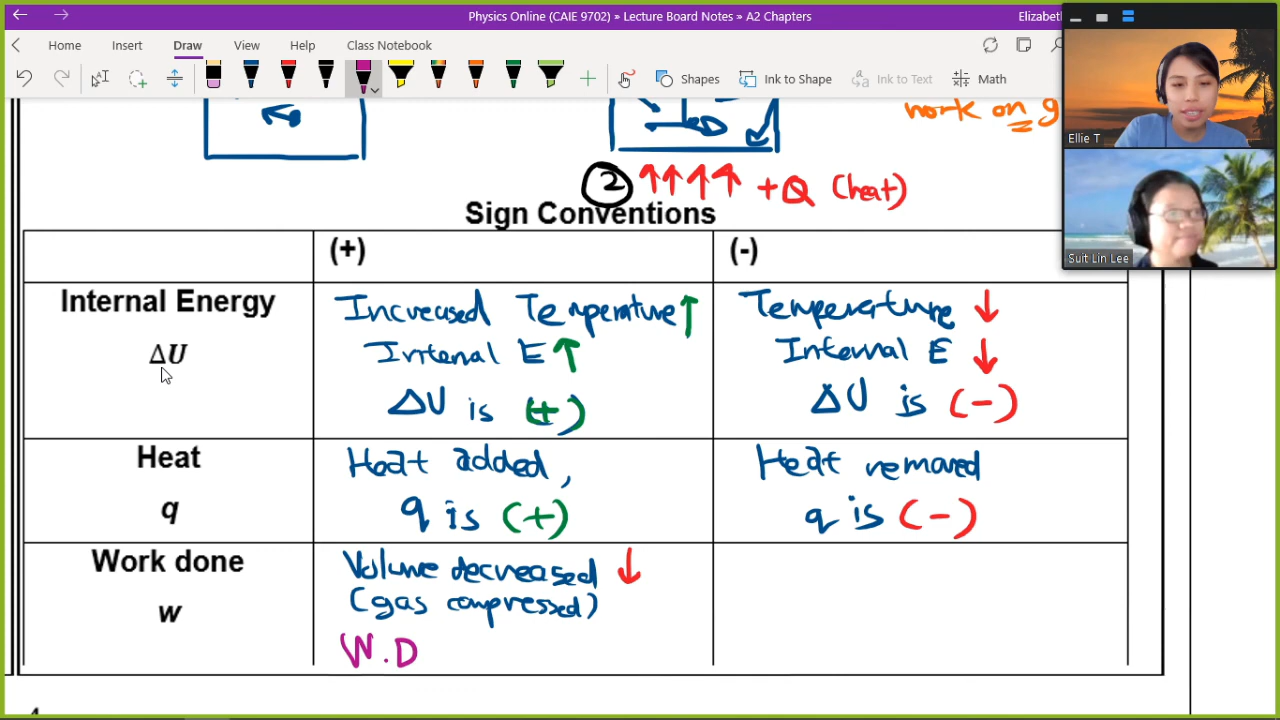 Physics Online (CAIE 9702) » Lecture Board Notes » A2 Chapters
Elizabeth
Home Insert Draw View Help Class Notebook
Shapes Ink to Shape Ink to Text Math
work on g
Ellie T
Suit Lin Lee
2 ↑↑↑↑ +Q (heat)
Sign Conventions
(+) (-)
Internal Energy
ΔU
Increased Temperature ↑
Internal E ↑
ΔU is (+)
Temperature ↓
Internal E ↓
ΔU is (-)
Heat
q
Heat added,
q is (+)
Heat removed
q is (-)
Work done
w
Volume decreased ↓
(gas compressed)
W.D